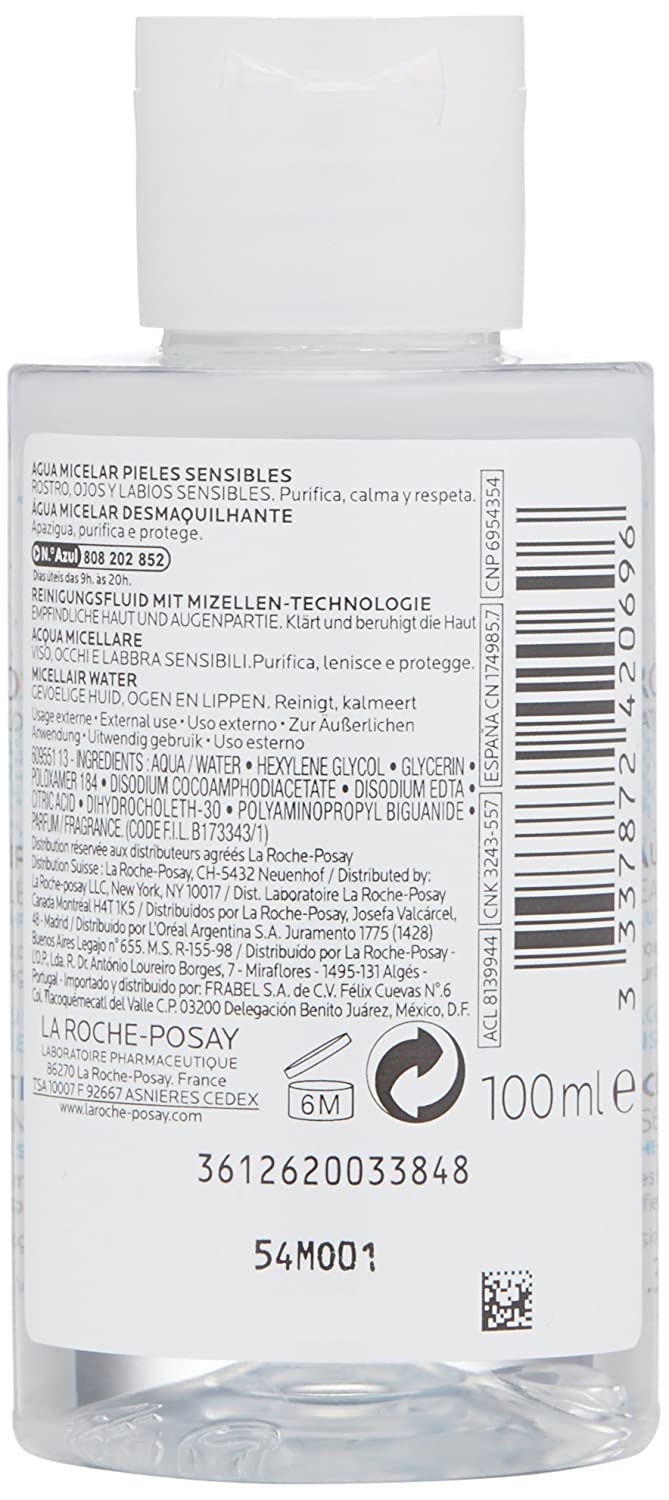 AGUA MICELAR PIELES SENSIBLES
ROSTRO, OJOS Y LABIOS SENSIBLES. Purifica, calma y respeta.
ÁGUA MICELAR DESMAQUILHANTE
Apazigua, purifica e protege.
N.º Azul 808 202 852
Dias úteis das 9h. às 20h.
REINIGUNGSFLUID MIT MIZELLEN-TECHNOLOGIE
EMPFINDLICHE HAUT UND AUGENPARTIE. Klärt und beruhigt die Haut
ACQUA MICELLARE
VISO, OCCHI E LABBRA SENSIBILI.Purifica, lenisce e protegge.
MICELLAIR WATER
GEVOELIGE HUID, OGEN EN LIPPEN. Reinigt, kalmeert
Usage externe • External use • Uso externo • Zur Äußerlichen
Anwendung • Uitwendig gebruik • Uso esterno
609551 13 - INGREDIENTS : AQUA / WATER • HEXYLENE GLYCOL • GLYCERIN •
POLOXAMER 184 • DISODIUM COCOAMPHODIACETATE • DISODIUM EDTA •
CITRIC ACID • DIHYDROCHOLETH-30 • POLYAMINOPROPYL BIGUANIDE •
PARFUM / FRAGRANCE. (CODE F.I.L. B173343/1)
Distribution réservée aux distributeurs agréés La Roche-Posay
Distribution Suisse : La Roche-Posay, CH-5432 Neuenhof / Distributed by:
La Roche-posay LLC, New York, NY 10017 / Dist. Laboratoire La Roche-Posay
Canada Montréal H4T 1K5 / Distribuidos por La Roche-Posay, Josefa Valcárcel,
48 - Madrid / Distribuido por L'Oréal Argentina S.A. Juramento 1775 (1428)
Buenos Aires Legajo n° 655. M.S. R-155-98 / Distribuído por La Roche-Posay -
L'O.P., Lda. R. Dr. António Loureiro Borges, 7 - Miraflores - 1495-131 Algés -
Portugal - Importado y distribuido por: FRABEL S.A. de C.V. Félix Cuevas N°.6
Col. Tlacoquemecatl del Valle C.P. 03200 Delegación Benito Juárez, México, D.F.
LA ROCHE-POSAY
LABORATOIRE PHARMACEUTIQUE
86270 La Roche-Posay. France
TSA 10007 F 92667 ASNIERES CEDEX
www.laroche-posay.com
6M
100 ml e
CNP 6954354
ESPAÑA CN 174985.7
CNK 3243-557
ACL 8139944
3 337872 420696
3612620033848
54M001